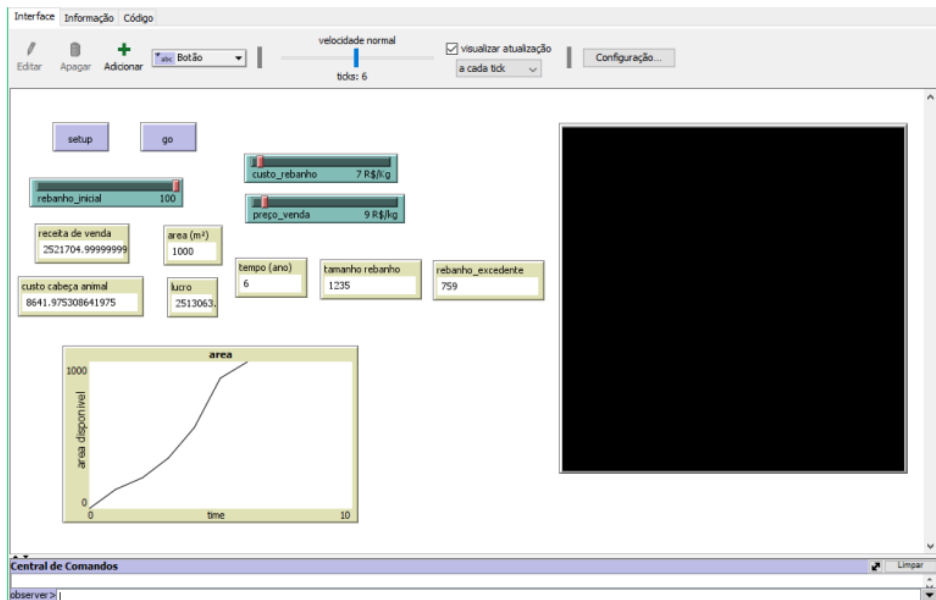 Interface Informação Código
Editar Apagar Adicionar abc Botão
velocidade normal
ticks: 6
visualizar atualização
a cada tick
Configuração...
setup go
custo_rebanho 7 R$/Kg
rebanho_inicial 100
preço_venda 9 R$/kg
receita de venda
2521704.99999999
area (m²)
1000
tempo (ano)
6
tamanho rebanho
1235
rebanho_excedente
759
custo cabeça animal
8641.975308641975
lucro
2513063.
area
1000
area disponivel
0
0 time 10
Central de Comandos Limpar
observer>